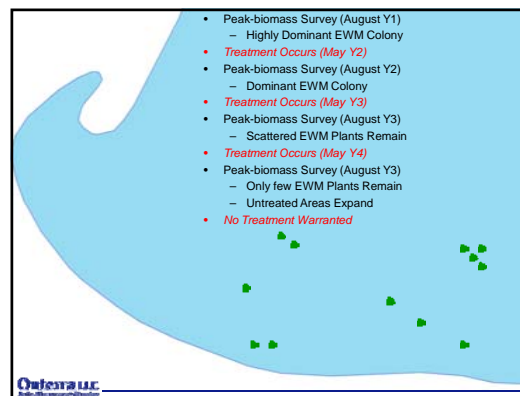 • Peak-biomass Survey (August Y1)
– Highly Dominant EWM Colony
• Treatment Occurs (May Y2)
• Peak-biomass Survey (August Y2)
– Dominant EWM Colony
• Treatment Occurs (May Y3)
• Peak-biomass Survey (August Y3)
– Scattered EWM Plants Remain
• Treatment Occurs (May Y4)
• Peak-biomass Survey (August Y3)
– Only few EWM Plants Remain
– Untreated Areas Expand
• No Treatment Warranted